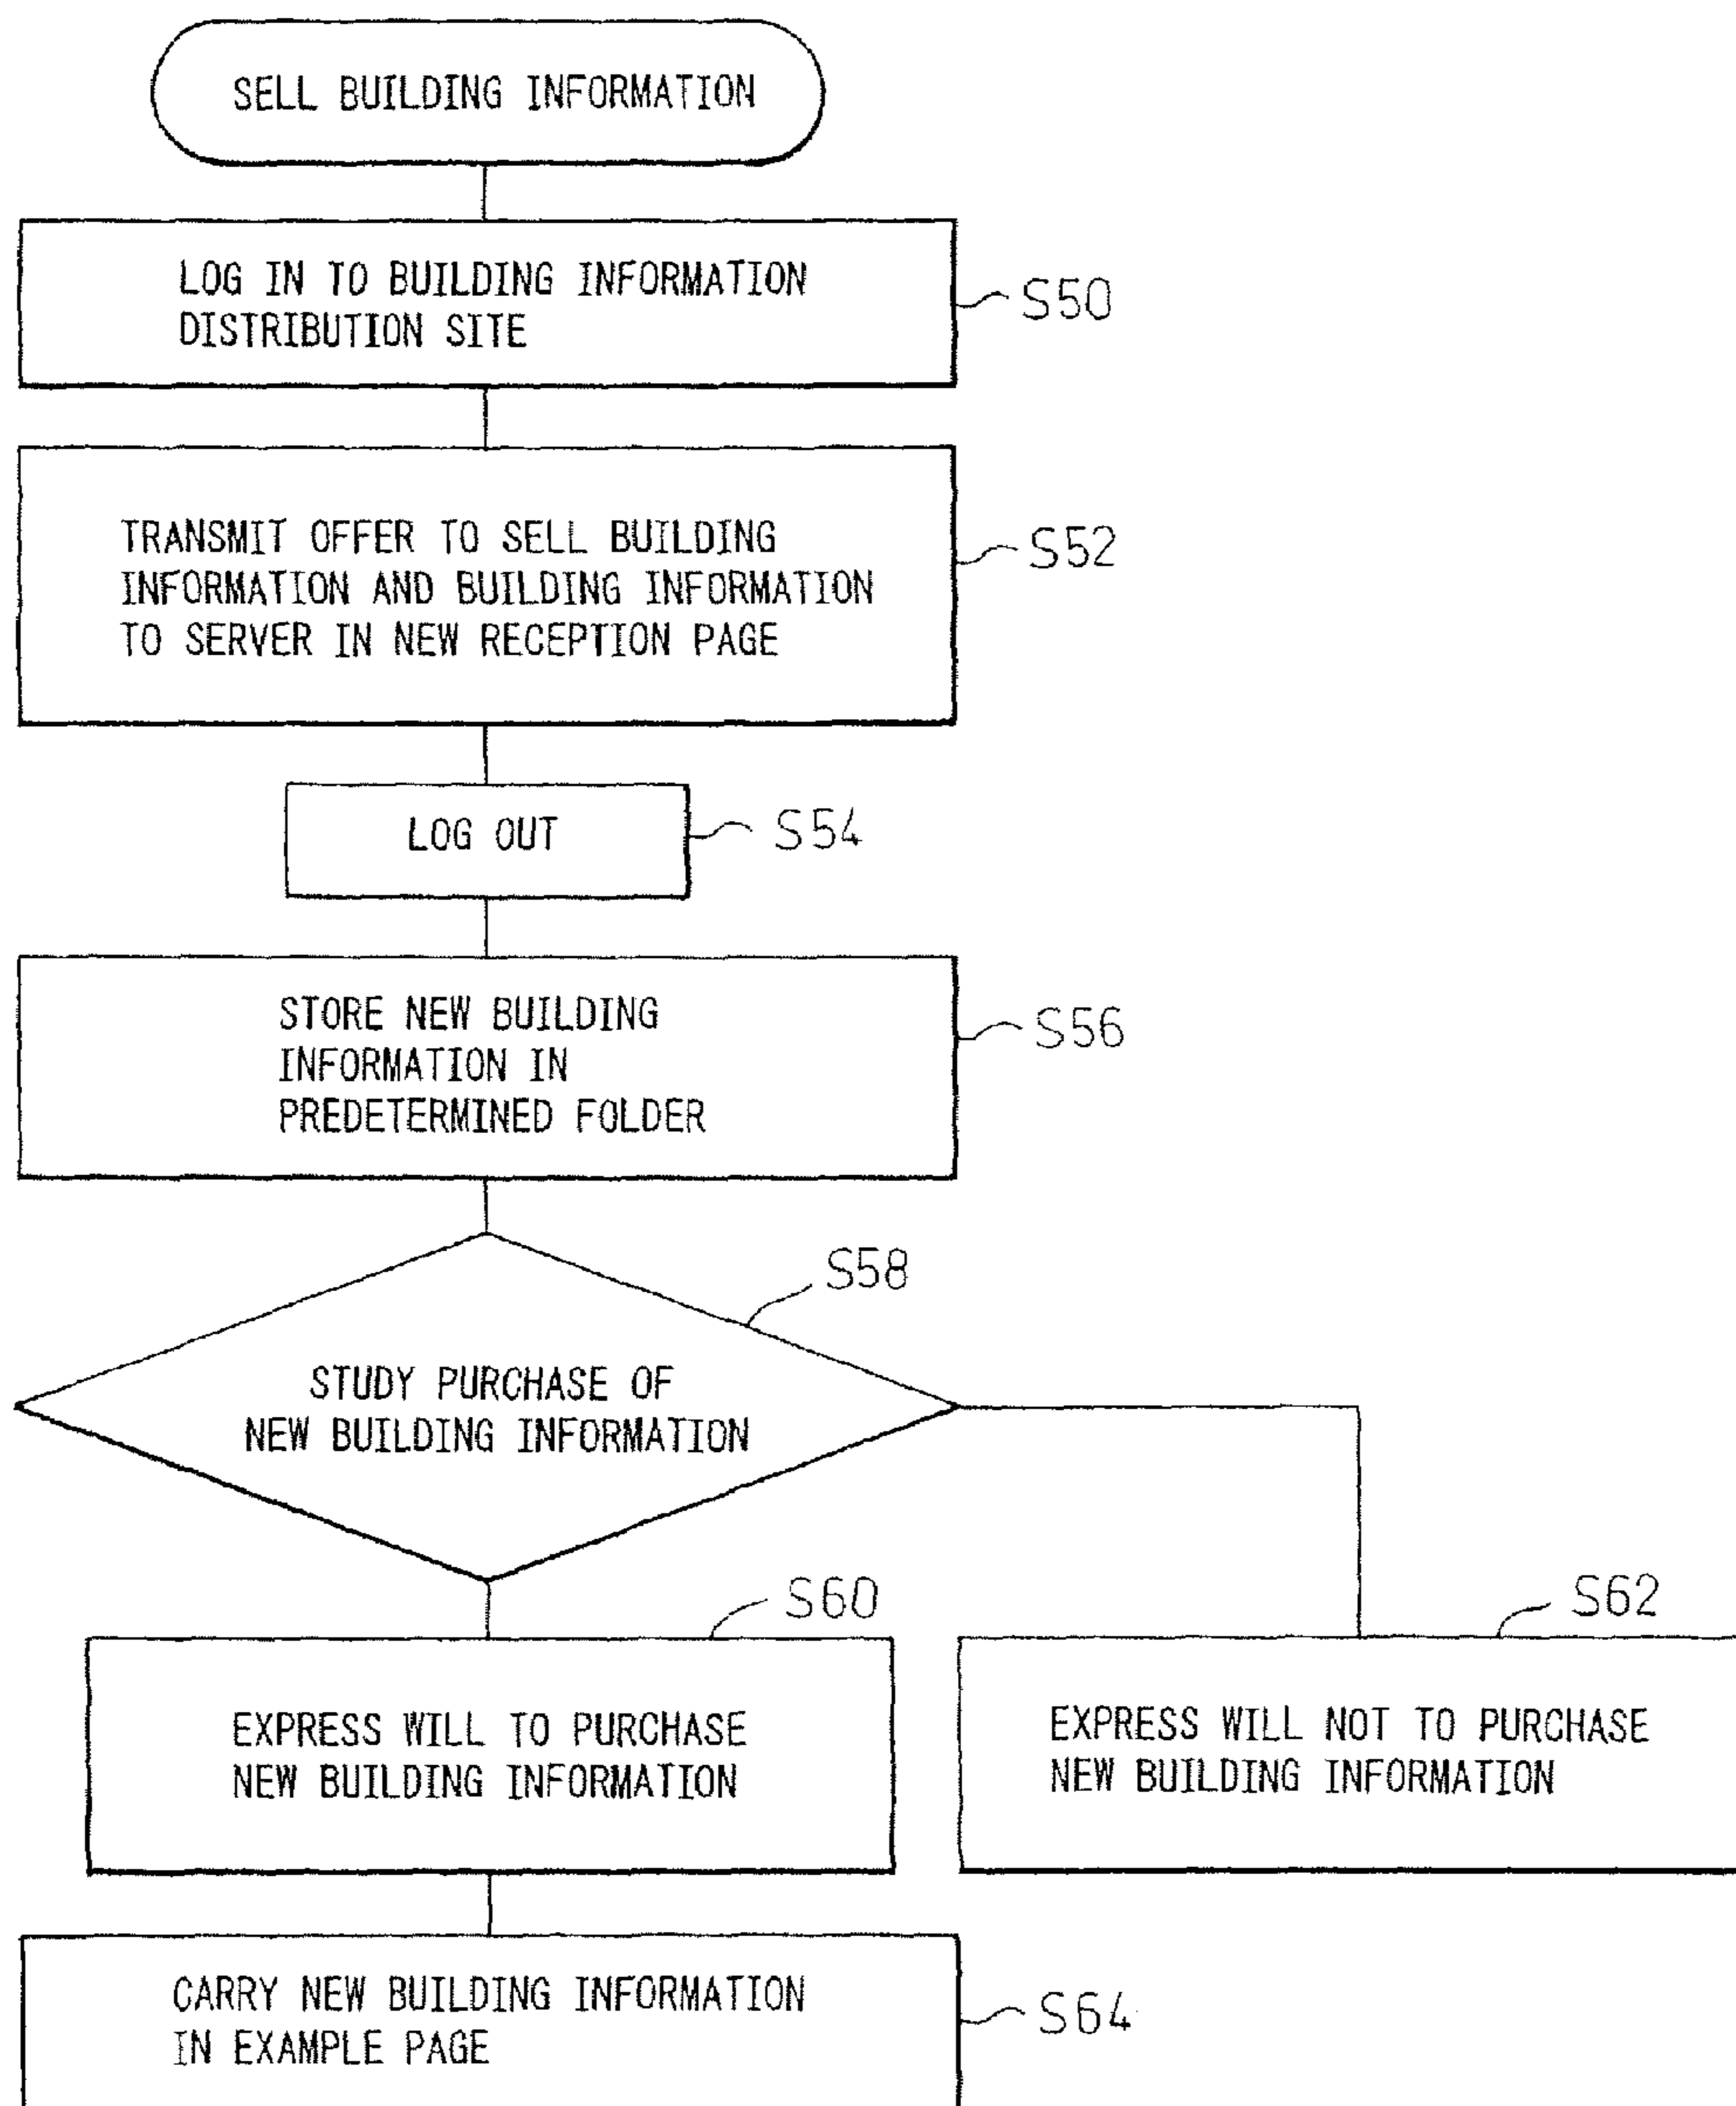 SELL BUILDING INFORMATION
LOG IN TO BUILDING INFORMATION
DISTRIBUTION SITE
S50
TRANSMIT OFFER TO SELL BUILDING
INFORMATION AND BUILDING INFORMATION
TO SERVER IN NEW RECEPTION PAGE
S52
LOG OUT
S54
STORE NEW BUILDING
INFORMATION IN
PREDETERMINED FOLDER
S56
S58
STUDY PURCHASE OF
NEW BUILDING INFORMATION
S60
EXPRESS WILL TO PURCHASE
NEW BUILDING INFORMATION
S62
EXPRESS WILL NOT TO PURCHASE
NEW BUILDING INFORMATION
CARRY NEW BUILDING INFORMATION
IN EXAMPLE PAGE
S64